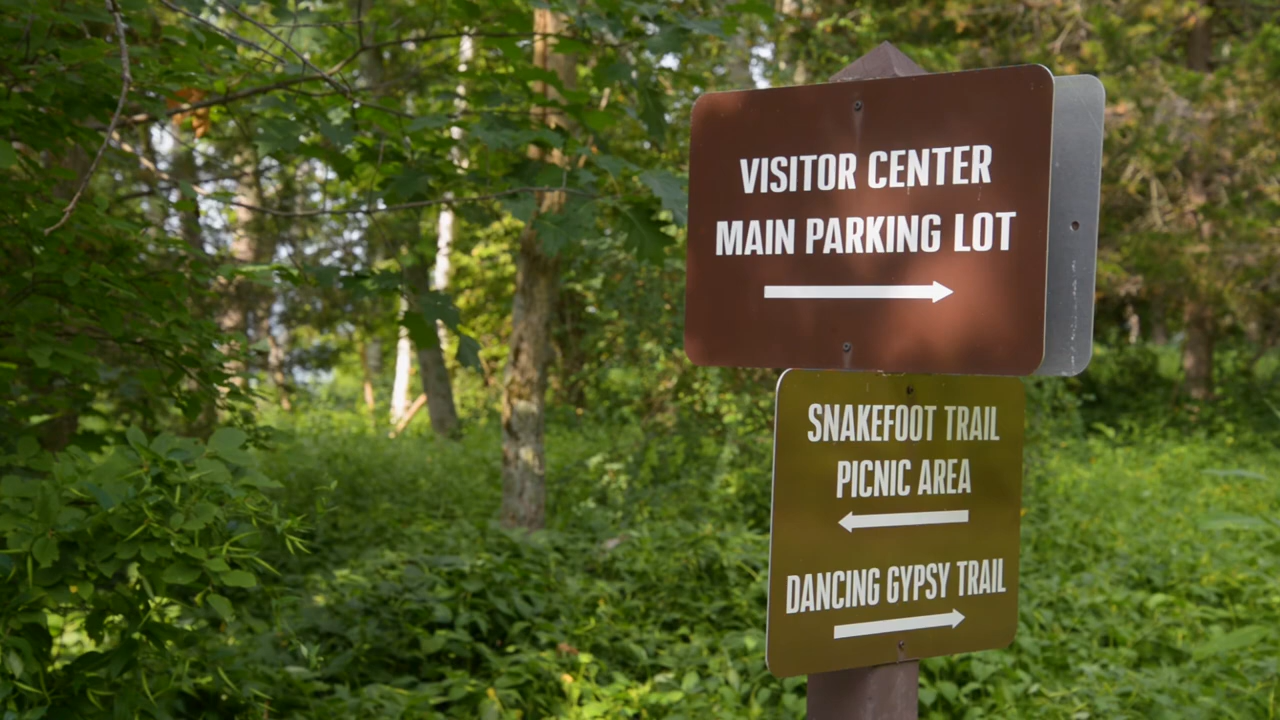 VISITOR CENTER
MAIN PARKING LOT
SNAKEFOOT TRAIL
PICNIC AREA
DANCING GYPSY TRAIL